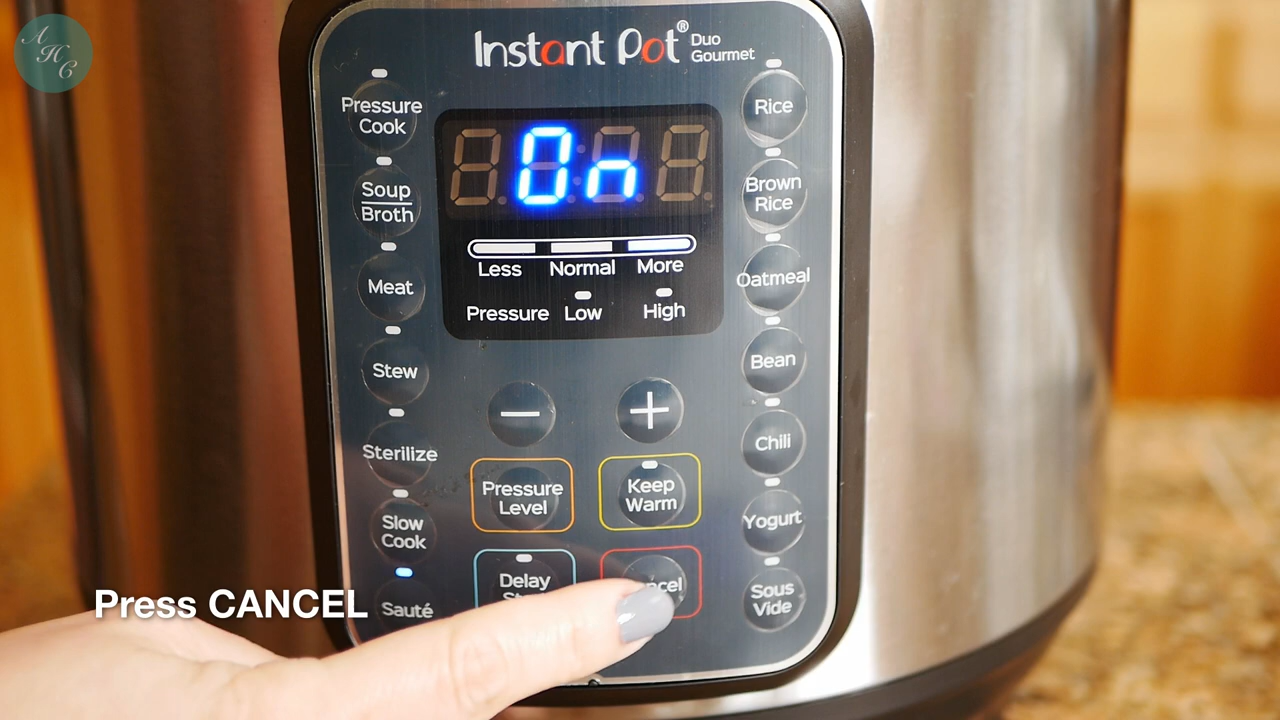 AHC
Instant Pot® Duo
Gourmet
Pressure
Cook
Soup
Broth
Meat
Stew
Sterilize
Slow
Cook
Sauté
On
Less Normal More
Pressure Low High
−
+
Pressure
Level
Keep
Warm
Delay
Rice
Brown
Rice
Oatmeal
Bean
Chili
Yogurt
Sous
Vide
Press CANCEL